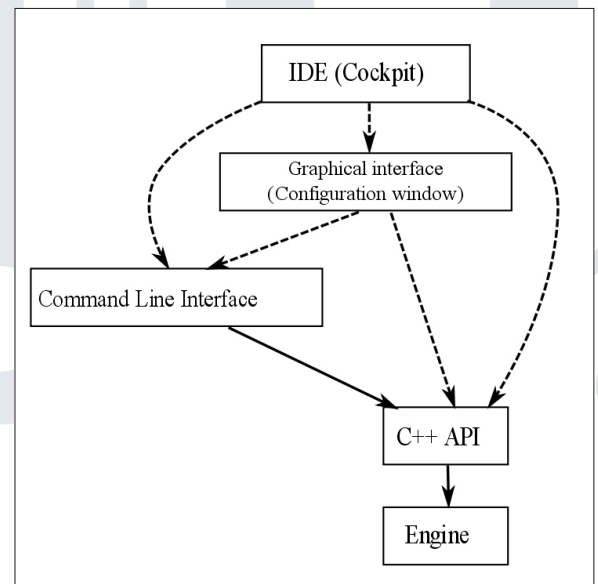 IDE (Cockpit)
Graphical interface
(Configuration window)
Command Line Interface
C++ API
Engine